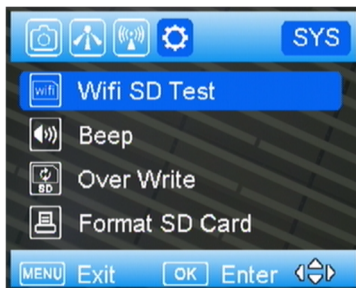 SYS
wifi Wifi SD Test
Beep
SD Over Write
Format SD Card
MENU Exit OK Enter